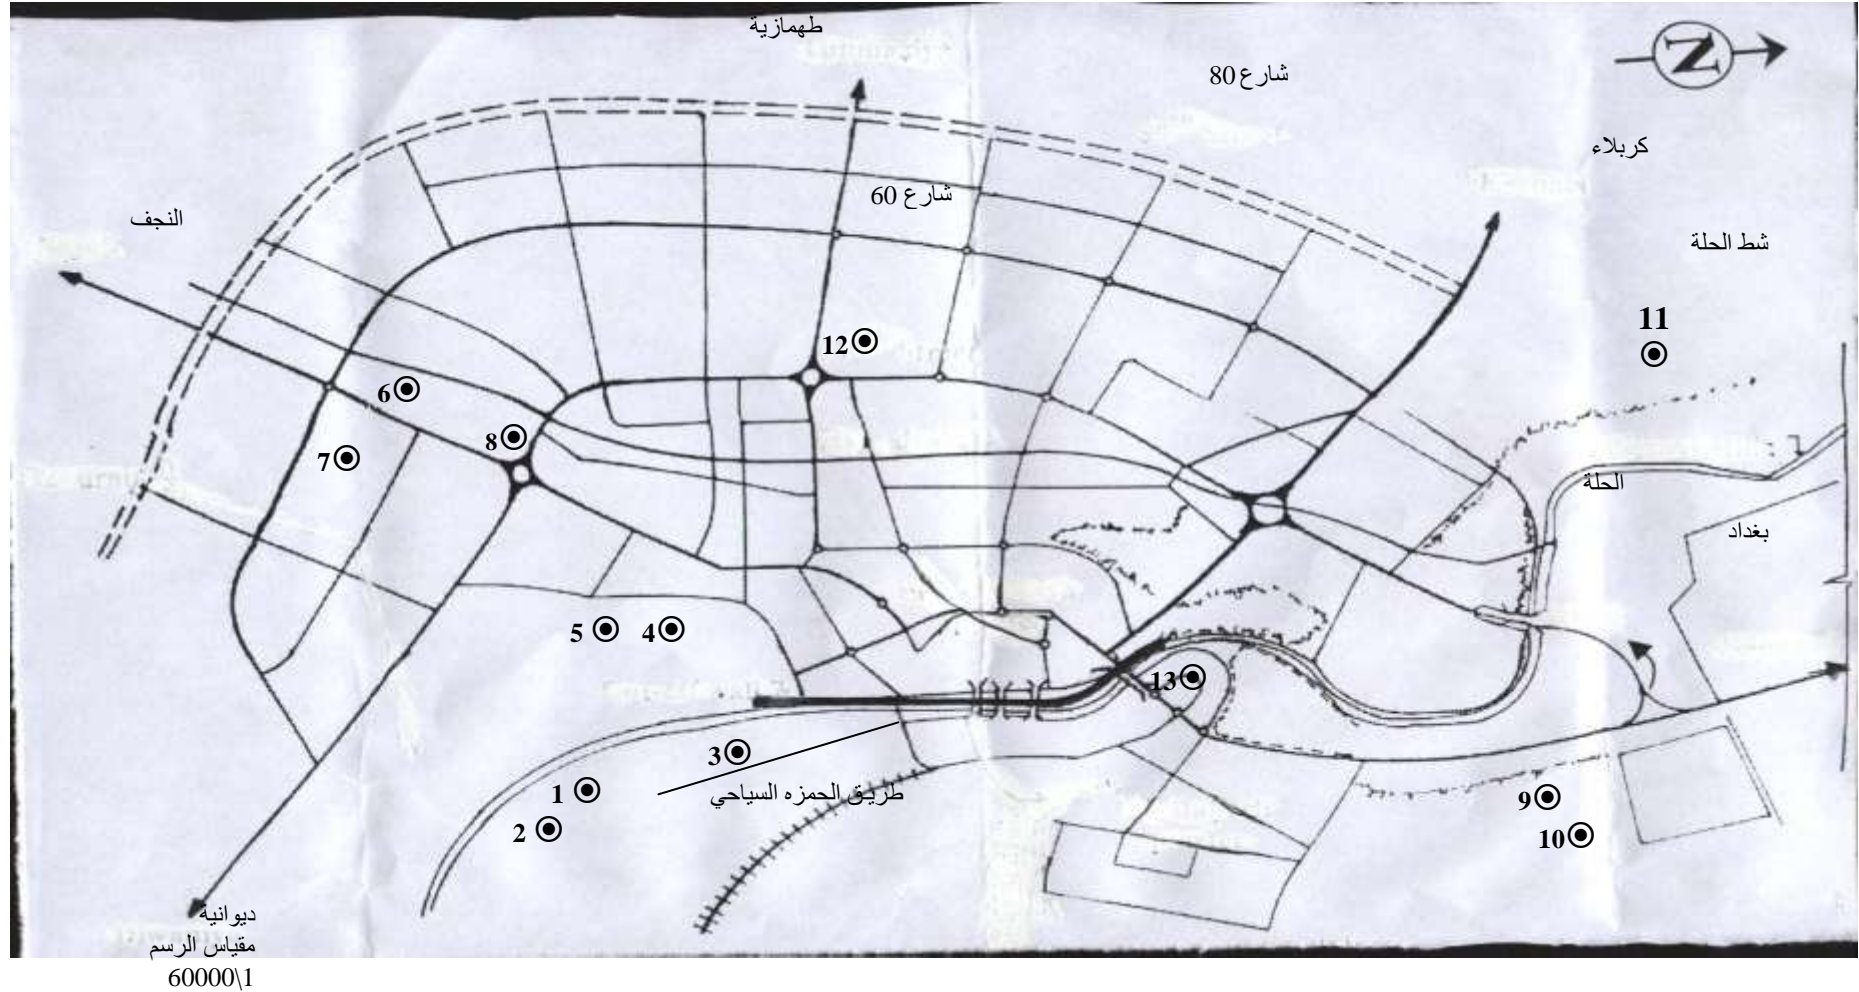 طهمازية
شارع 80
N
كربلاء
شارع 60
النجف
شط الحلة
11
12
6
8
7
الحلة
بغداد
5
4
13
3
1
طريق الحمزه السياحي
9
2
10
ديوانية
مقياس الرسم
60000\1